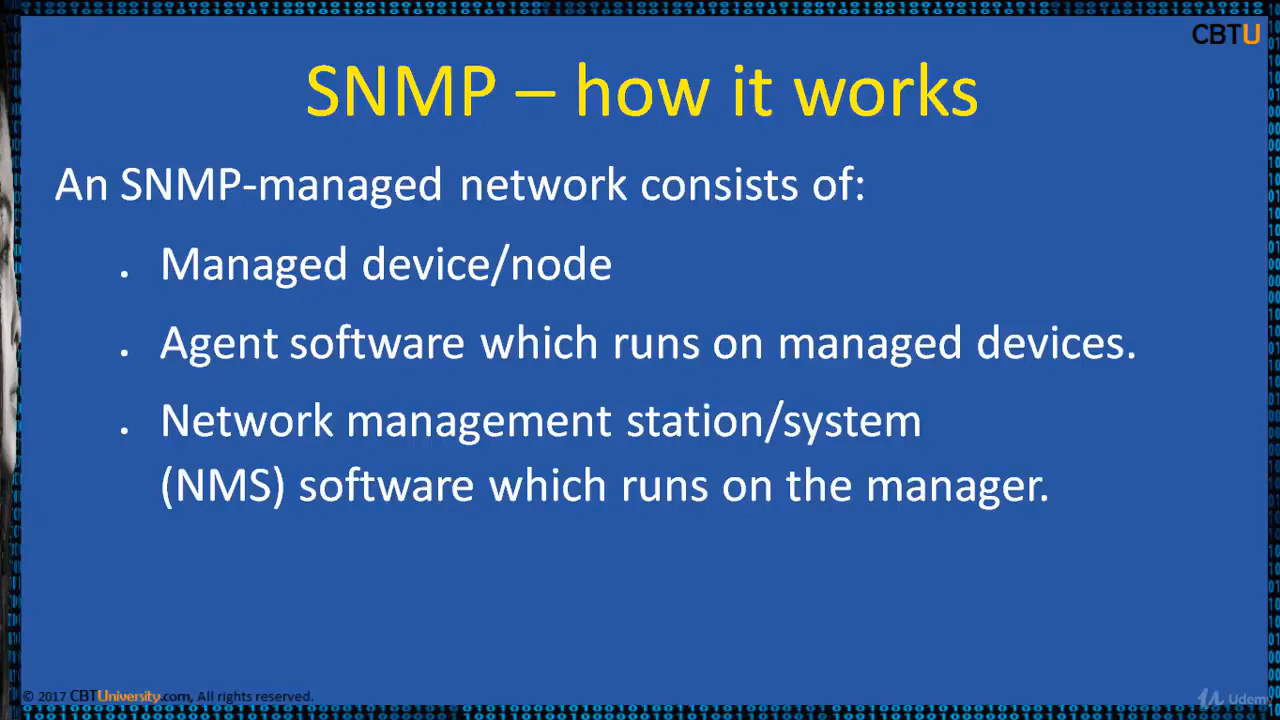 CBTU
SNMP – how it works
An SNMP-managed network consists of:
• Managed device/node
• Agent software which runs on managed devices.
• Network management station/system
(NMS) software which runs on the manager.
© 2017 CBTUniversity.com, All rights reserved.
Udemy